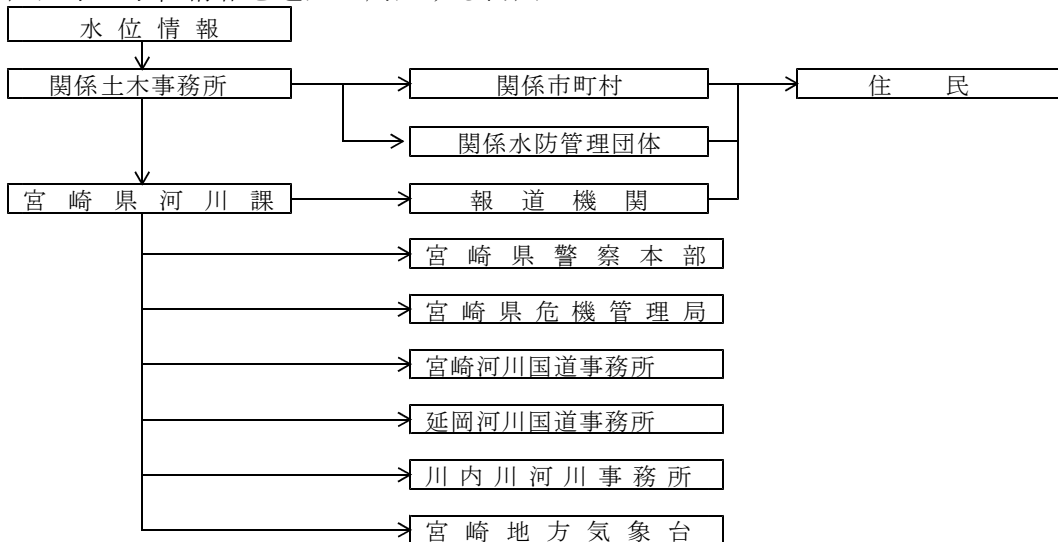 水位情報
関係土木事務所
関係市町村
住民
関係水防管理団体
宮崎県河川課
報道機関
宮崎県警察本部
宮崎県危機管理局
宮崎河川国道事務所
延岡河川国道事務所
川内川河川事務所
宮崎地方気象台